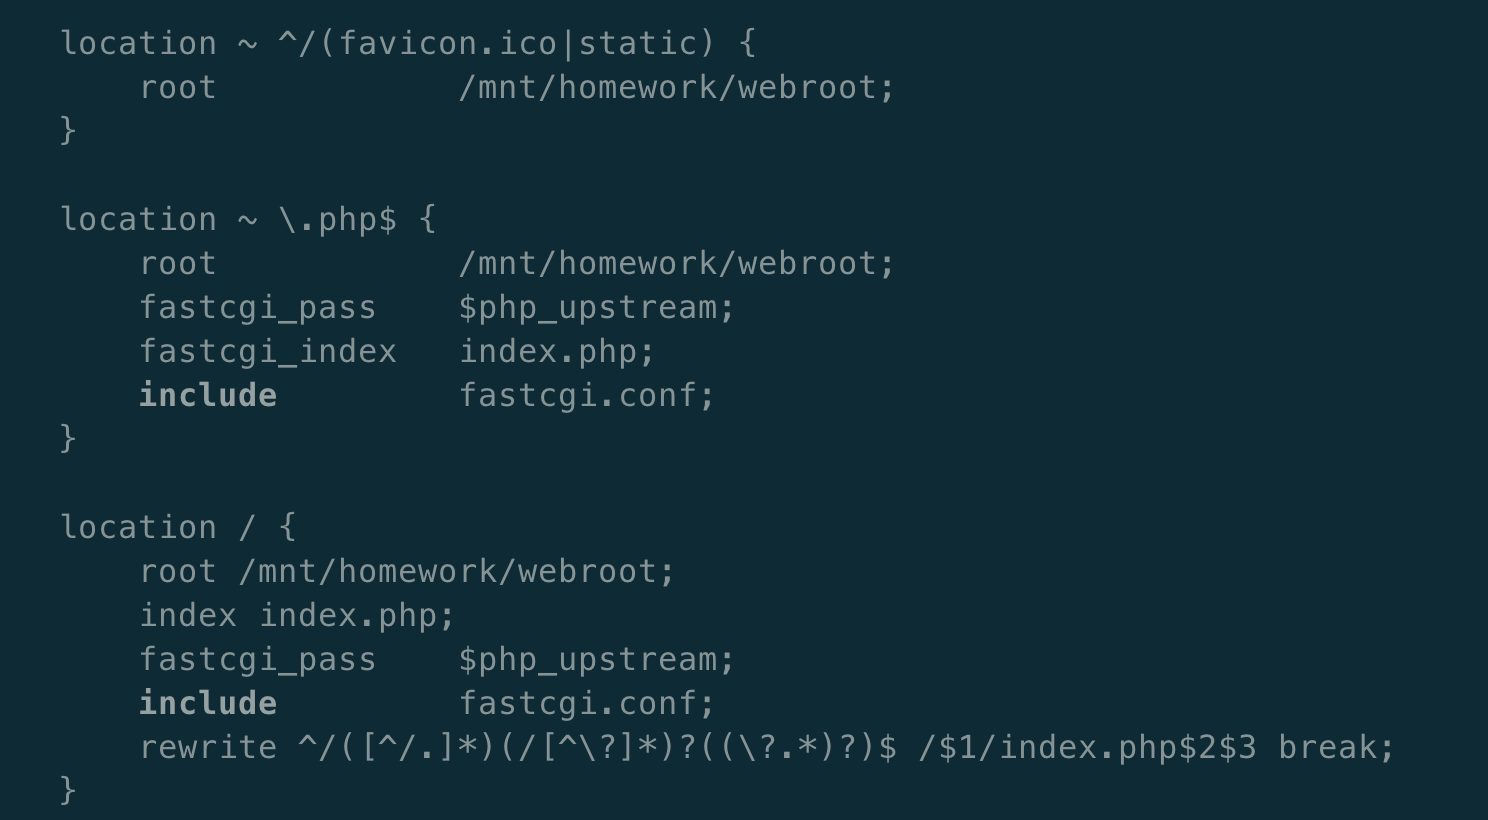 location ~ ^/(favicon.ico|static) {
    root            /mnt/homework/webroot;
}

location ~ \.php$ {
    root            /mnt/homework/webroot;
    fastcgi_pass    $php_upstream;
    fastcgi_index   index.php;
    include         fastcgi.conf;
}

location / {
    root /mnt/homework/webroot;
    index index.php;
    fastcgi_pass    $php_upstream;
    include         fastcgi.conf;
    rewrite ^/([^/.]*)(/[^\?]*)?((\?.*)?)$ /$1/index.php$2$3 break;
}